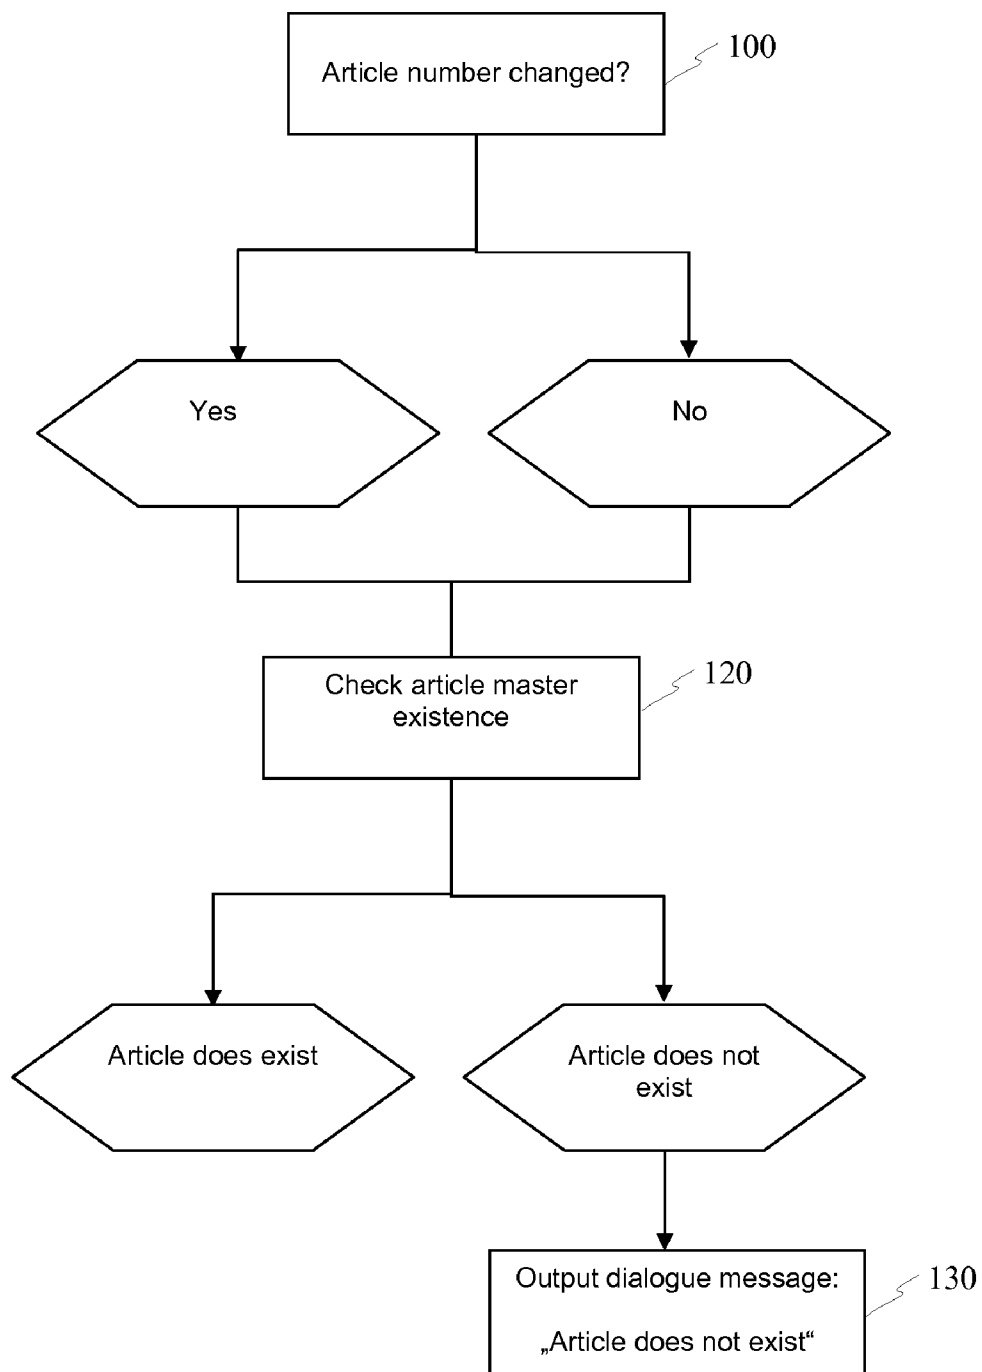 Article number changed?
100
Yes
No
Check article master
existence
120
Article does exist
Article does not
exist
Output dialogue message:
„Article does not exist“
130